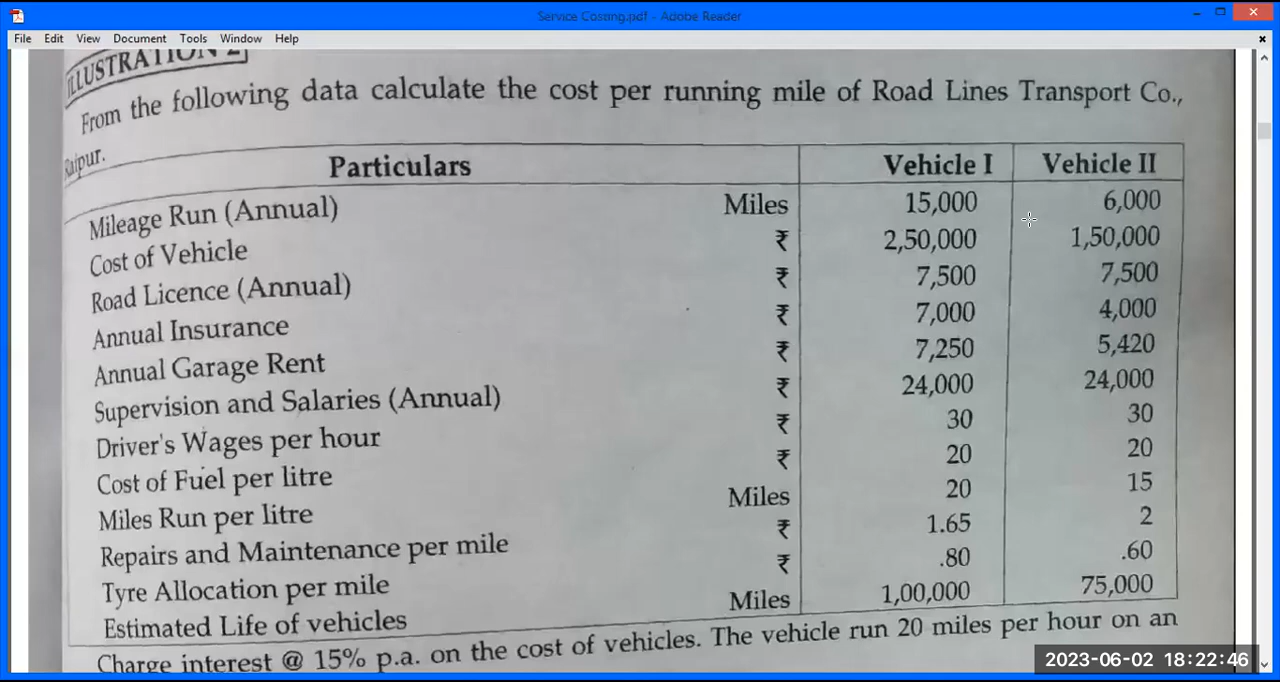 Service Costing.pdf - Adobe Reader
File Edit View Document Tools Window Help
ILLUSTRATION 2
From the following data calculate the cost per running mile of Road Lines Transport Co.,
Raipur.
Particulars Vehicle I Vehicle II
Mileage Run (Annual) Miles 15,000 6,000
Cost of Vehicle ₹ 2,50,000 1,50,000
Road Licence (Annual) ₹ 7,500 7,500
Annual Insurance ₹ 7,000 4,000
Annual Garage Rent ₹ 7,250 5,420
Supervision and Salaries (Annual) ₹ 24,000 24,000
Driver's Wages per hour ₹ 30 30
Cost of Fuel per litre ₹ 20 20
Miles Run per litre Miles 20 15
Repairs and Maintenance per mile ₹ 1.65 2
Tyre Allocation per mile ₹ .80 .60
Estimated Life of vehicles Miles 1,00,000 75,000
Charge interest @ 15% p.a. on the cost of vehicles. The vehicle run 20 miles per hour on an
2023-06-02 18:22:46